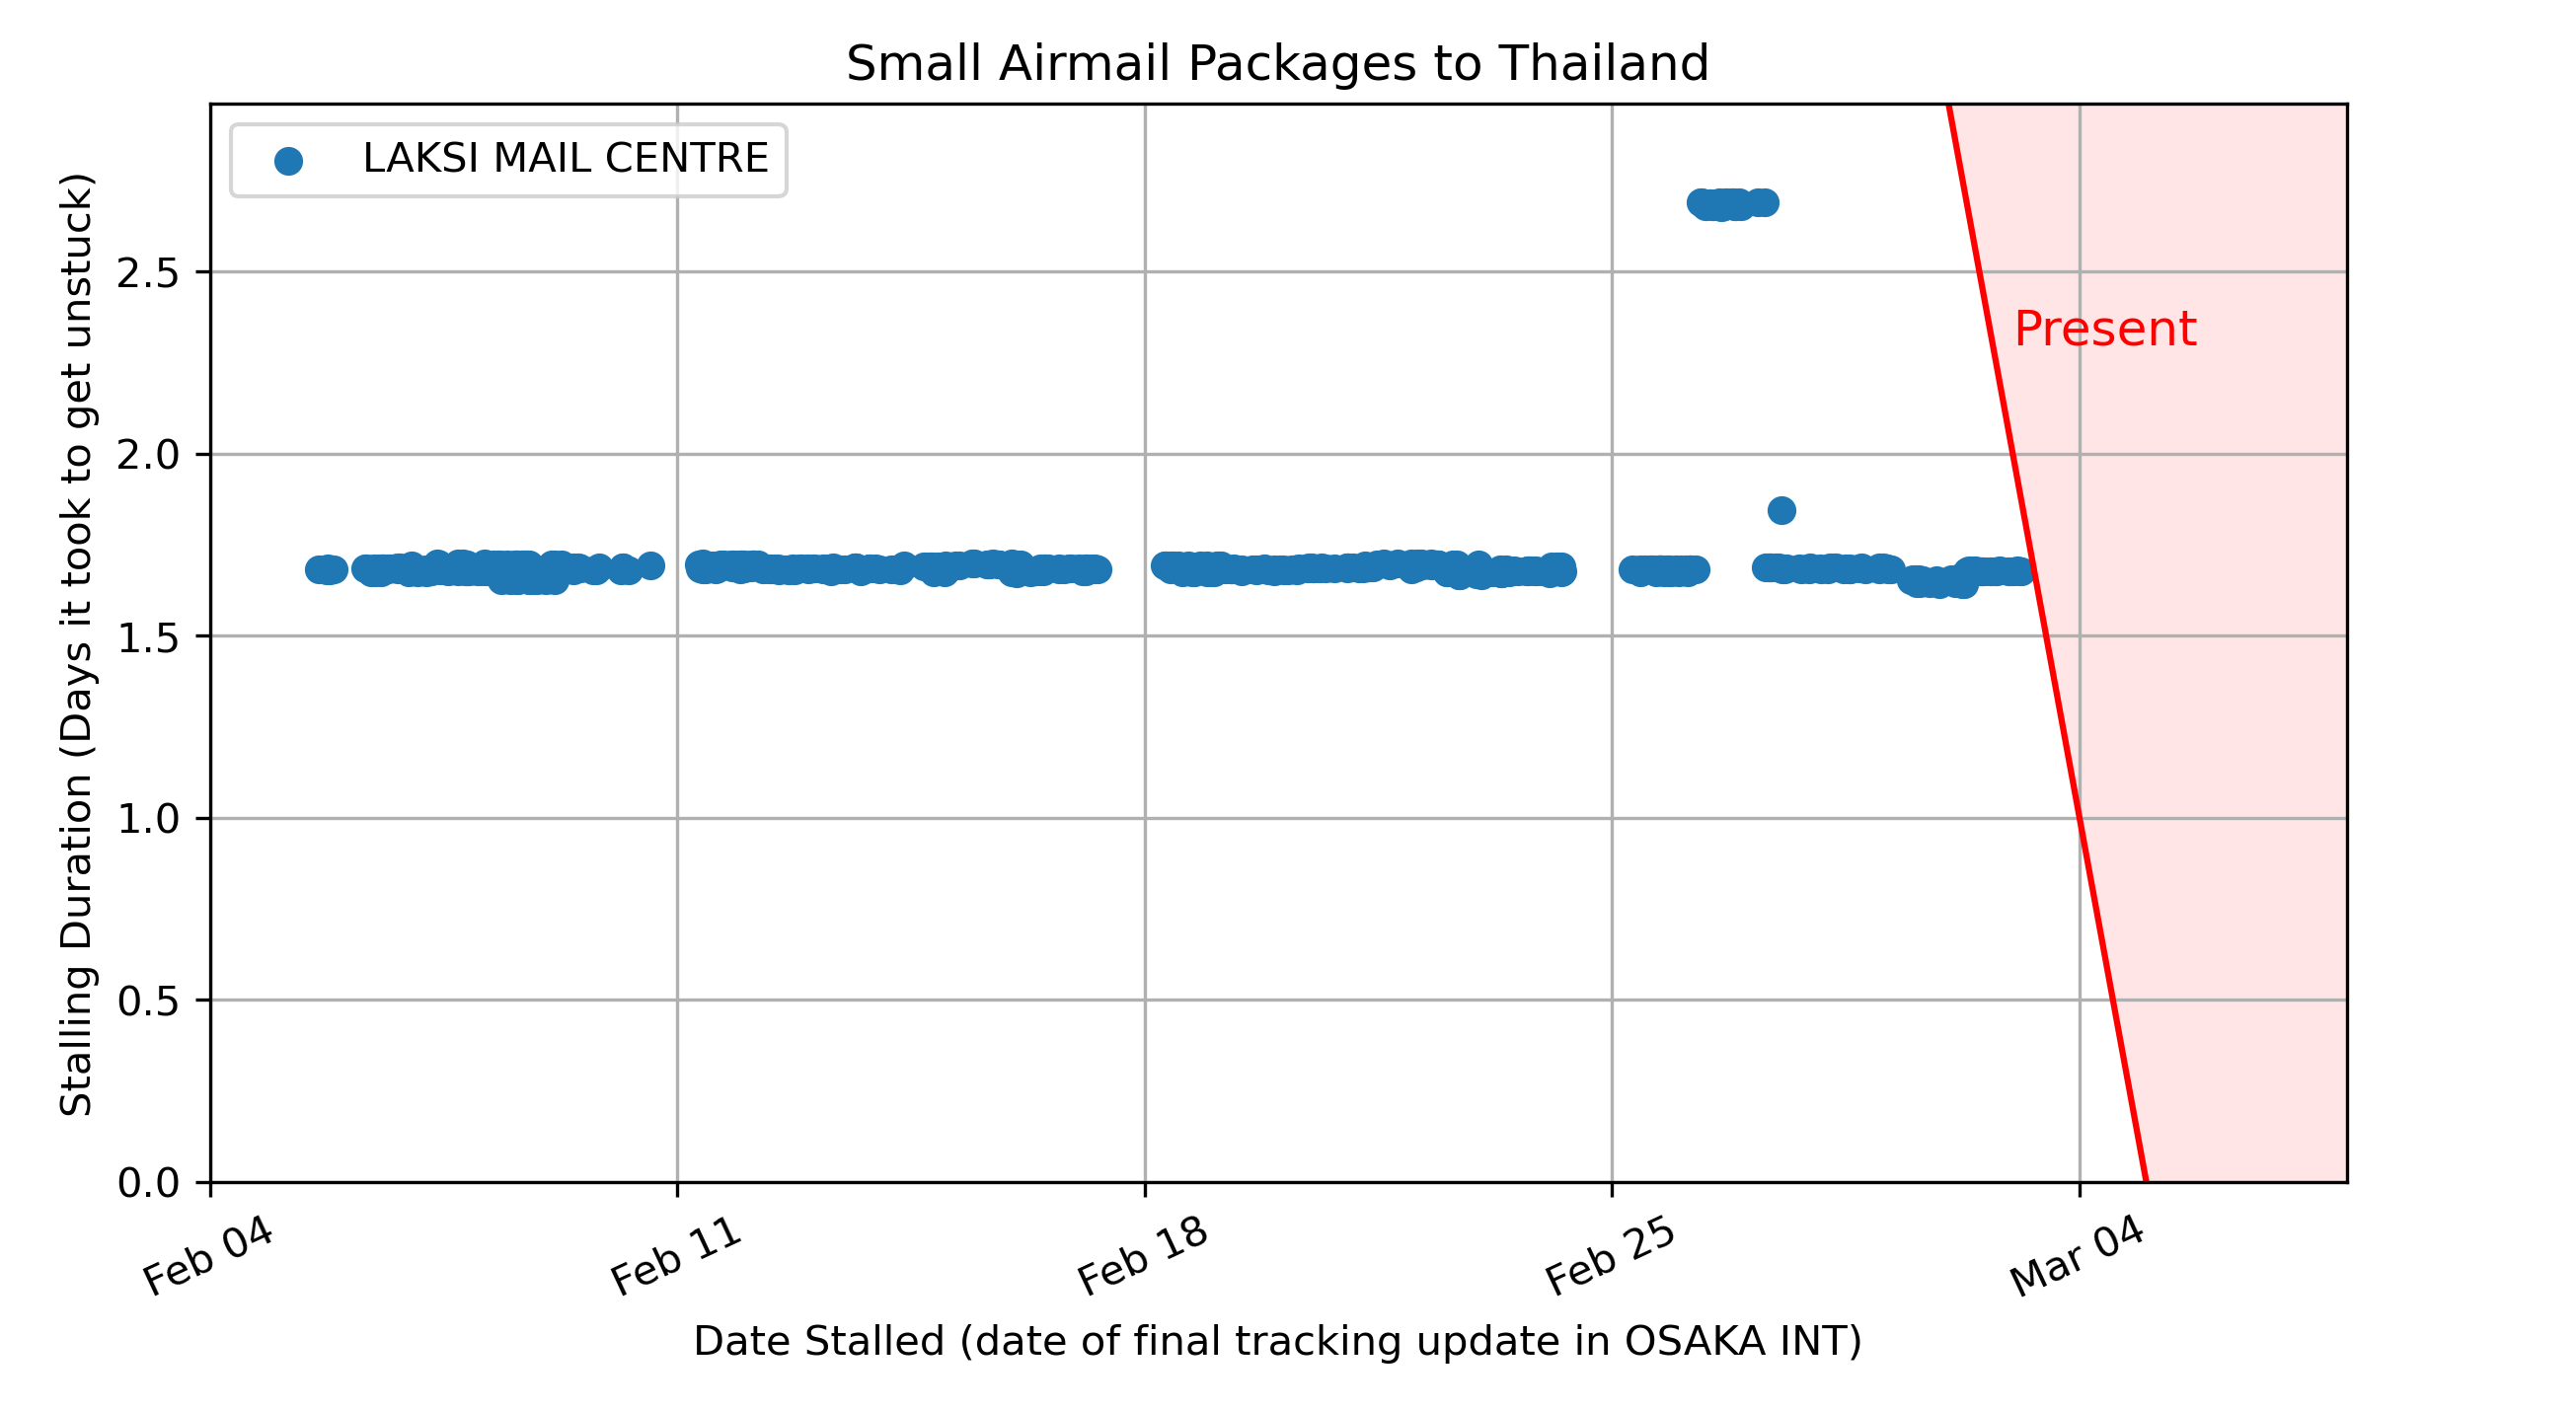 Small Airmail Packages to Thailand
LAKSI MAIL CENTRE
Present
Stalling Duration (Days it took to get unstuck)
2.5
2.0
1.5
1.0
0.5
0.0
Feb 04
Feb 11
Feb 18
Feb 25
Mar 04
Date Stalled (date of final tracking update in OSAKA INT)